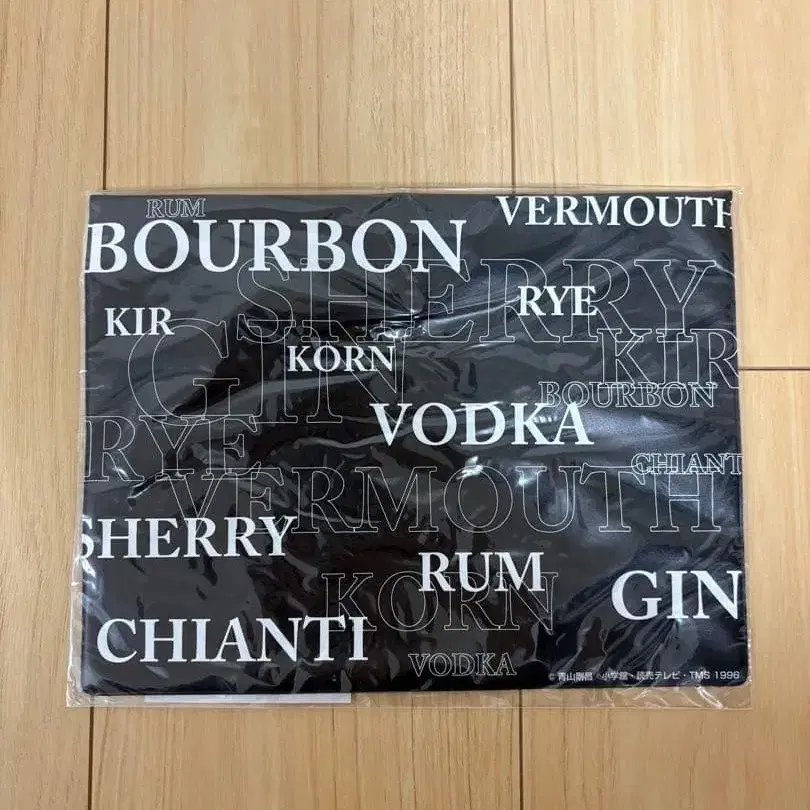 RUM
VERMOUTH
BOURBON
SHERRY
RYE
KIR
GIN
KIR
KORN
BOURBON
VODKA
RYE
CHIANT
VERMOUTH
SHERRY
RUM
KORN
GIN
CHIANTI
VODKA
© 青山剛昌／小学館・読売テレビ・TMS 1996